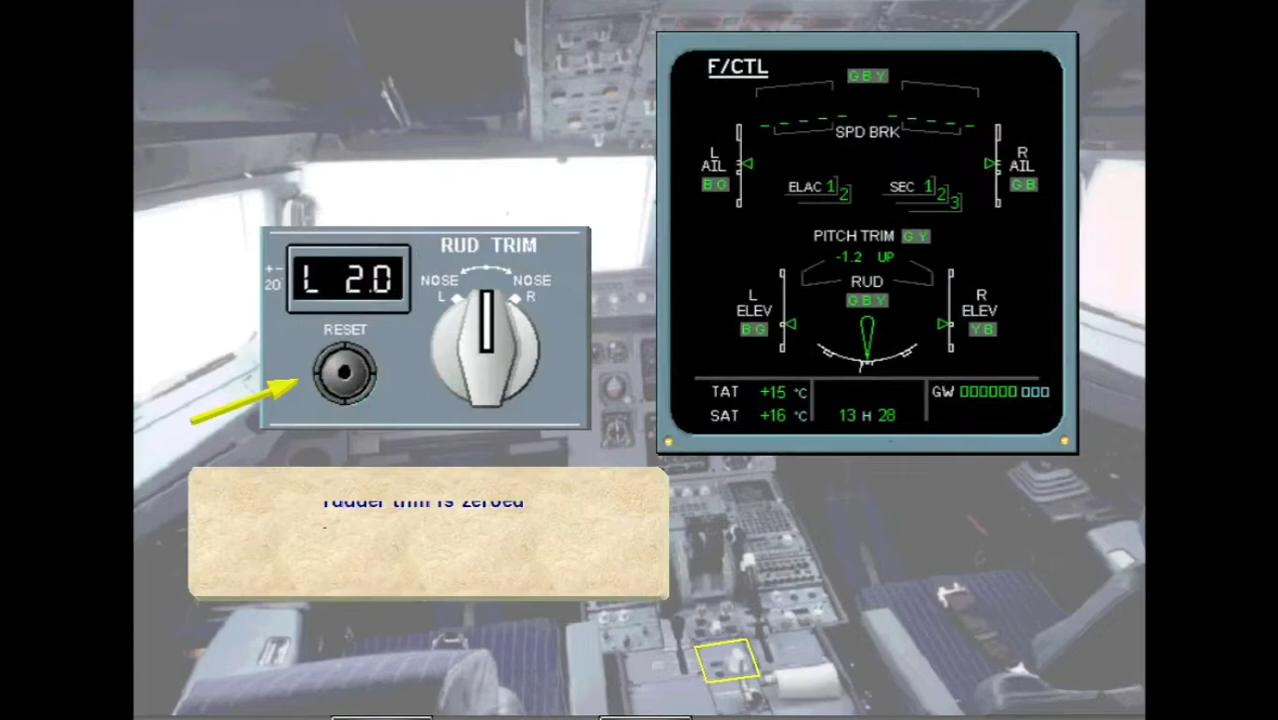 F/CTL
G B Y
SPD BRK
L
AIL
B G
R
AIL
G B
ELAC 1 2
SEC 1 2 3
PITCH TRIM G Y
-1.2 UP
RUD
G B Y
L
ELEV
B G
R
ELEV
Y B
TAT +15 °C
SAT +16 °C
13 H 28
GW
RUD TRIM
+ -
20°
L 2.0
NOSE
L
NOSE
R
RESET
rudder trim is zeroed